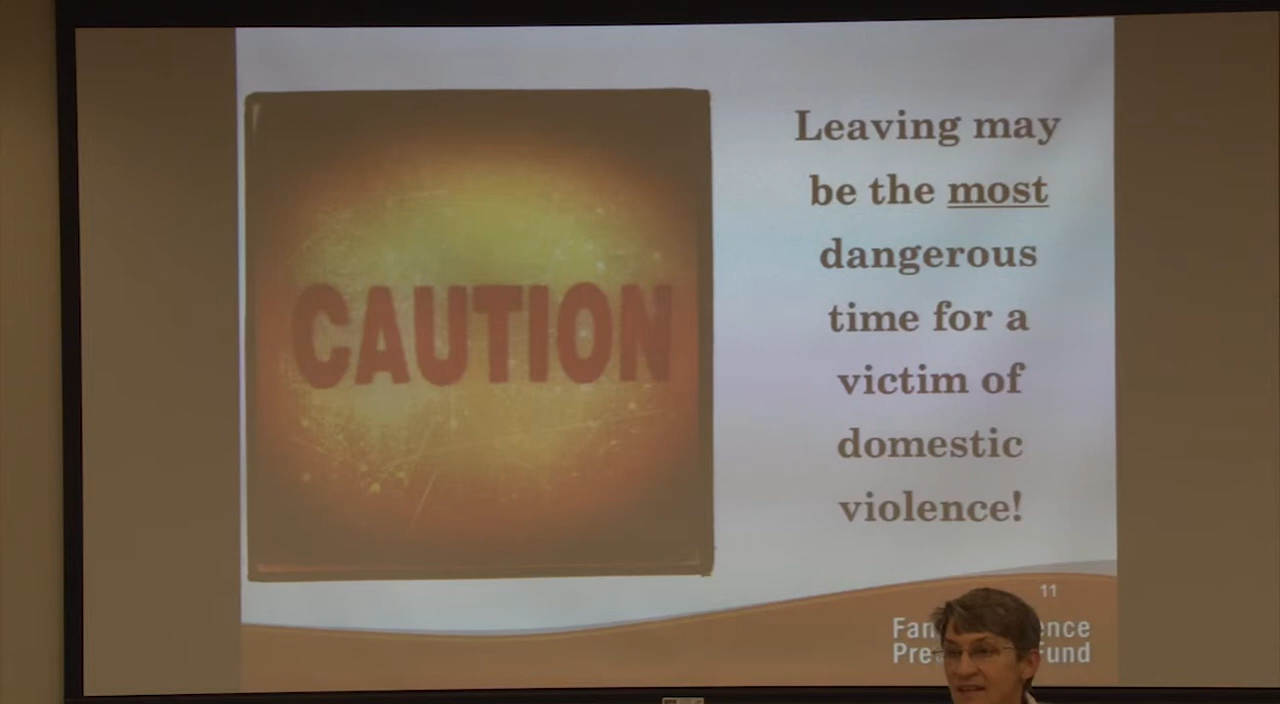 CAUTION
Leaving may
be the most
dangerous
time for a
victim of
domestic
violence!
11